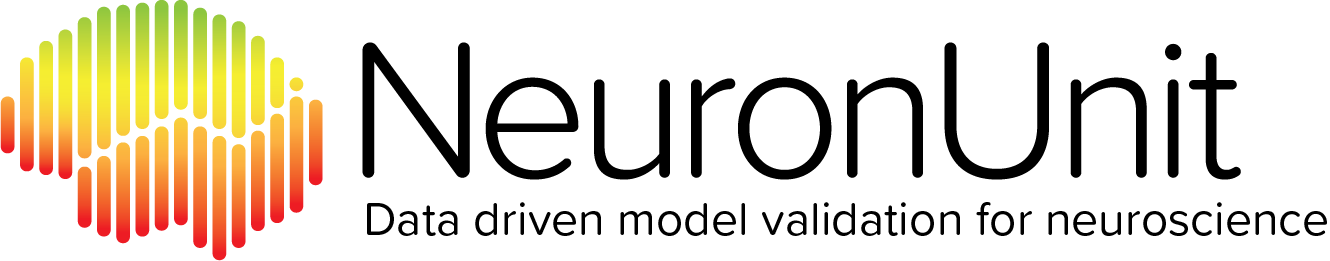 NeuronUnit
Data driven model validation for neuroscience